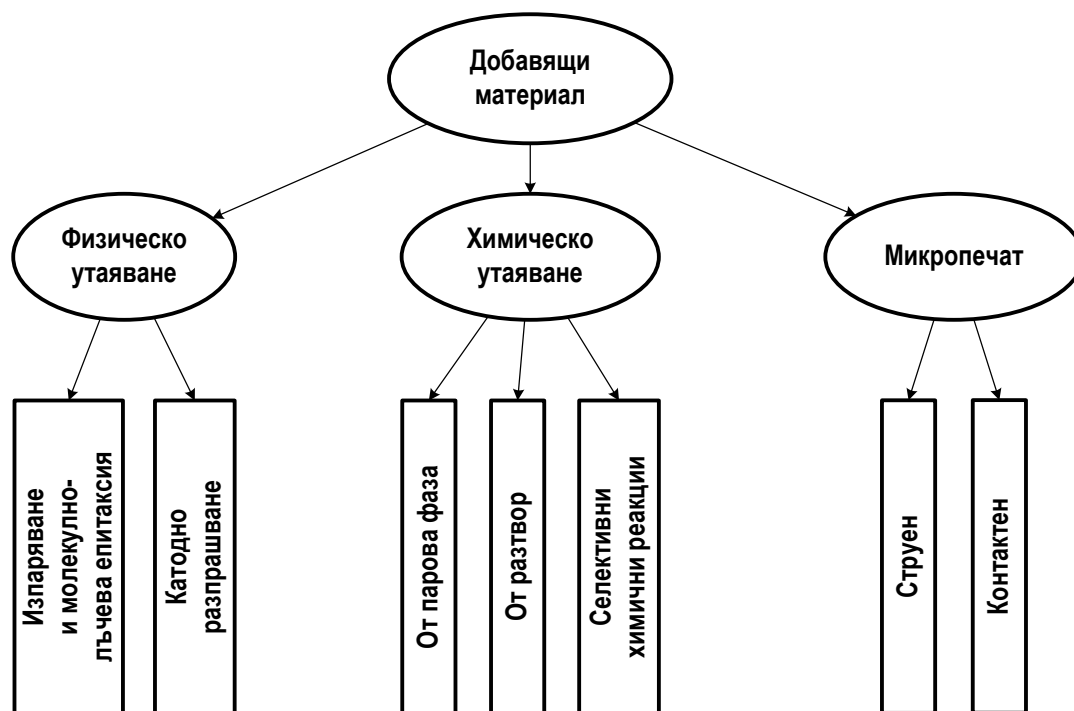 Добавящи
материал
Физическо
утаяване
Химическо
утаяване
Микропечат
Изпаряване
и молекулно-
лъчева епитаксия
Катодно
разпрашване
От парова фаза
От разтвор
Селективни
химични реакции
Струен
Контактен